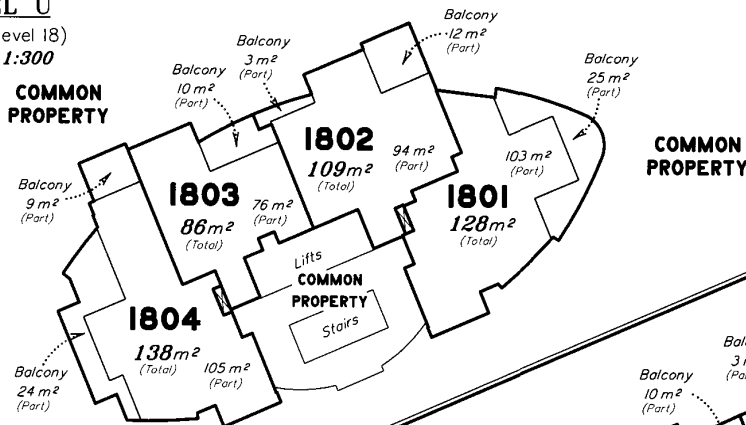 EL U
evel 18)
1:300
COMMON
PROPERTY
Balcony
10 m²
(Part)
Balcony
3 m²
(Part)
Balcony
12 m²
(Part)
Balcony
25 m²
(Part)
COMMON
PROPERTY
Balcony
9 m²
(Part)
1803
86m²
(Total)
76 m²
(Part)
1802
109m²
(Total)
94 m²
(Part)
1801
128m²
(Total)
103 m²
(Part)
Lifts
COMMON
PROPERTY
Stairs
1804
138m²
(Total)
105 m²
(Part)
Balcony
24 m²
(Part)
Balcony
10 m²
(Part)